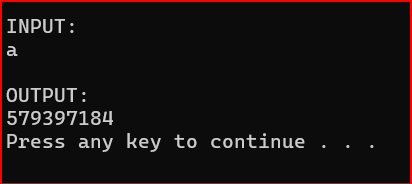 INPUT:
a
OUTPUT:
579397184
Press any key to continue . . .